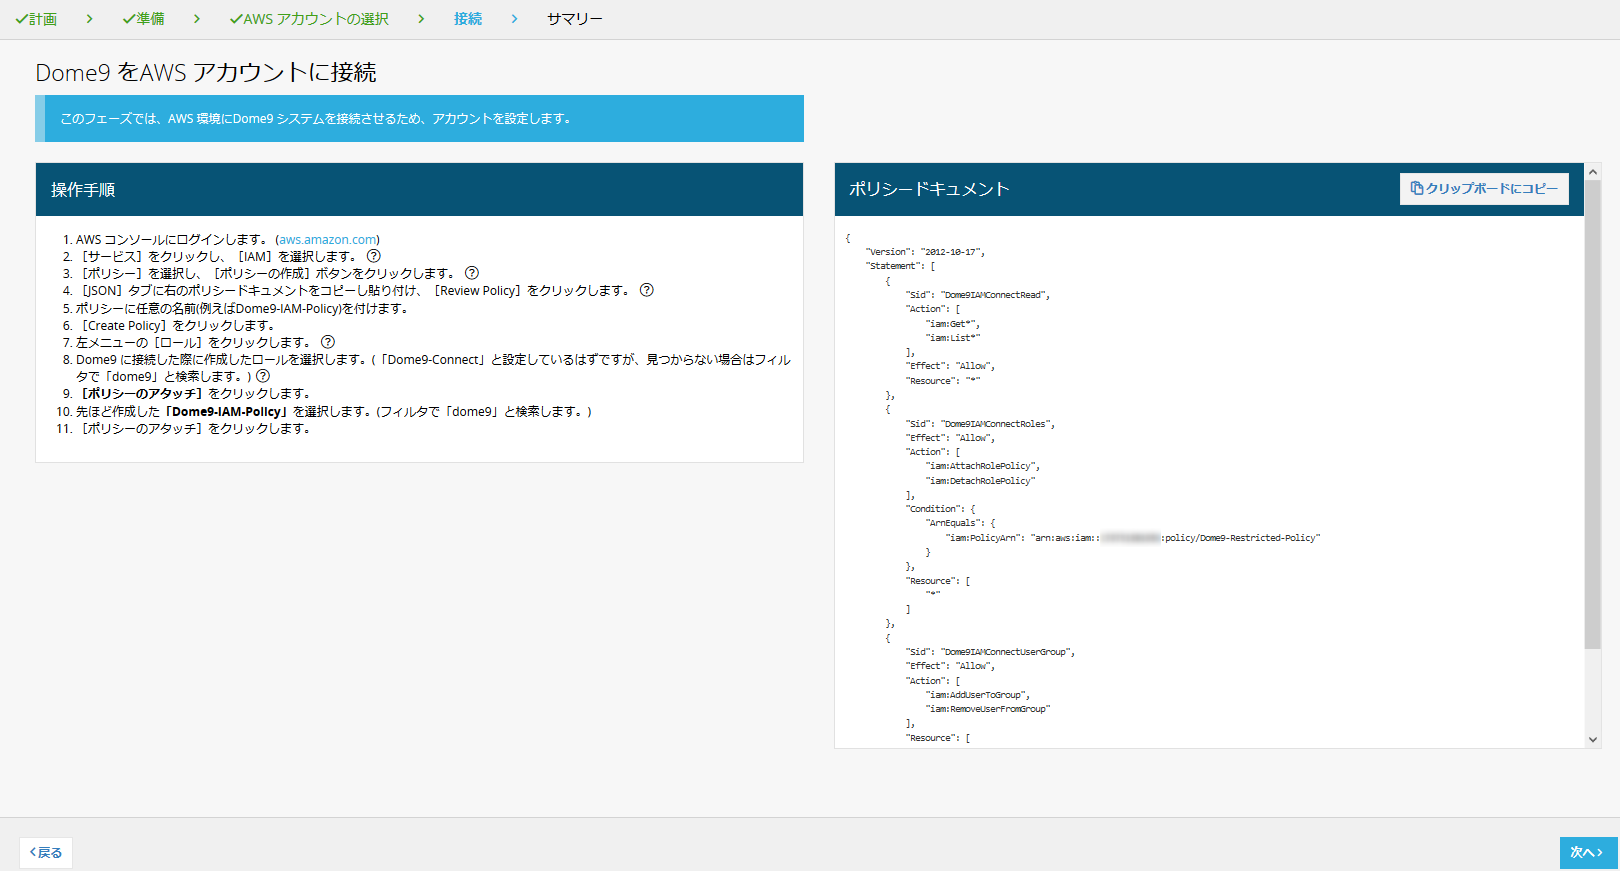 計画
準備
AWS アカウントの選択
接続
サマリー
Dome9 をAWS アカウントに接続
このフェーズでは、AWS 環境にDome9 システムを接続させるため、アカウントを設定します。
操作手順
1. AWS コンソールにログインします。 (aws.amazon.com)
2. ［サービス］をクリックし、［IAM］を選択します。
3. ［ポリシー］を選択し、［ポリシーの作成］ボタンをクリックします。
4. ［JSON］タブに右のポリシードキュメントをコピーし貼り付け、［Review Policy］をクリックします。
5. ポリシーに任意の名前(例えばDome9-IAM-Policy)を付けます。
6. ［Create Policy］をクリックします。
7. 左メニューの［ロール］をクリックします。
8. Dome9 に接続した際に作成したロールを選択します。(「Dome9-Connect」と設定しているはずですが、見つからない場合はフィル
タで「dome9」と検索します。)
9. ［ポリシーのアタッチ］をクリックします。
10. 先ほど作成した「Dome9-IAM-Policy」を選択します。(フィルタで「dome9」と検索します。)
11. ［ポリシーのアタッチ］をクリックします。
ポリシードキュメント
クリップボードにコピー
{
"Version": "2012-10-17",
"Statement": [
{
"Sid": "Dome9IAMConnectRead",
"Action": [
"iam:Get*",
"iam:List*"
],
"Effect": "Allow",
"Resource": "*"
},
{
"Sid": "Dome9IAMConnectRoles",
"Effect": "Allow",
"Action": [
"iam:AttachRolePolicy",
"iam:DetachRolePolicy"
],
"Condition": {
"ArnEquals": {
"iam:PolicyArn": "arn:aws:iam:: :policy/Dome9-Restricted-Policy"
}
},
"Resource": [
"*"
]
},
{
"Sid": "Dome9IAMConnectUserGroup",
"Effect": "Allow",
"Action": [
"iam:AddUserToGroup",
"iam:RemoveUserFromGroup"
],
"Resource": [
戻る
次へ